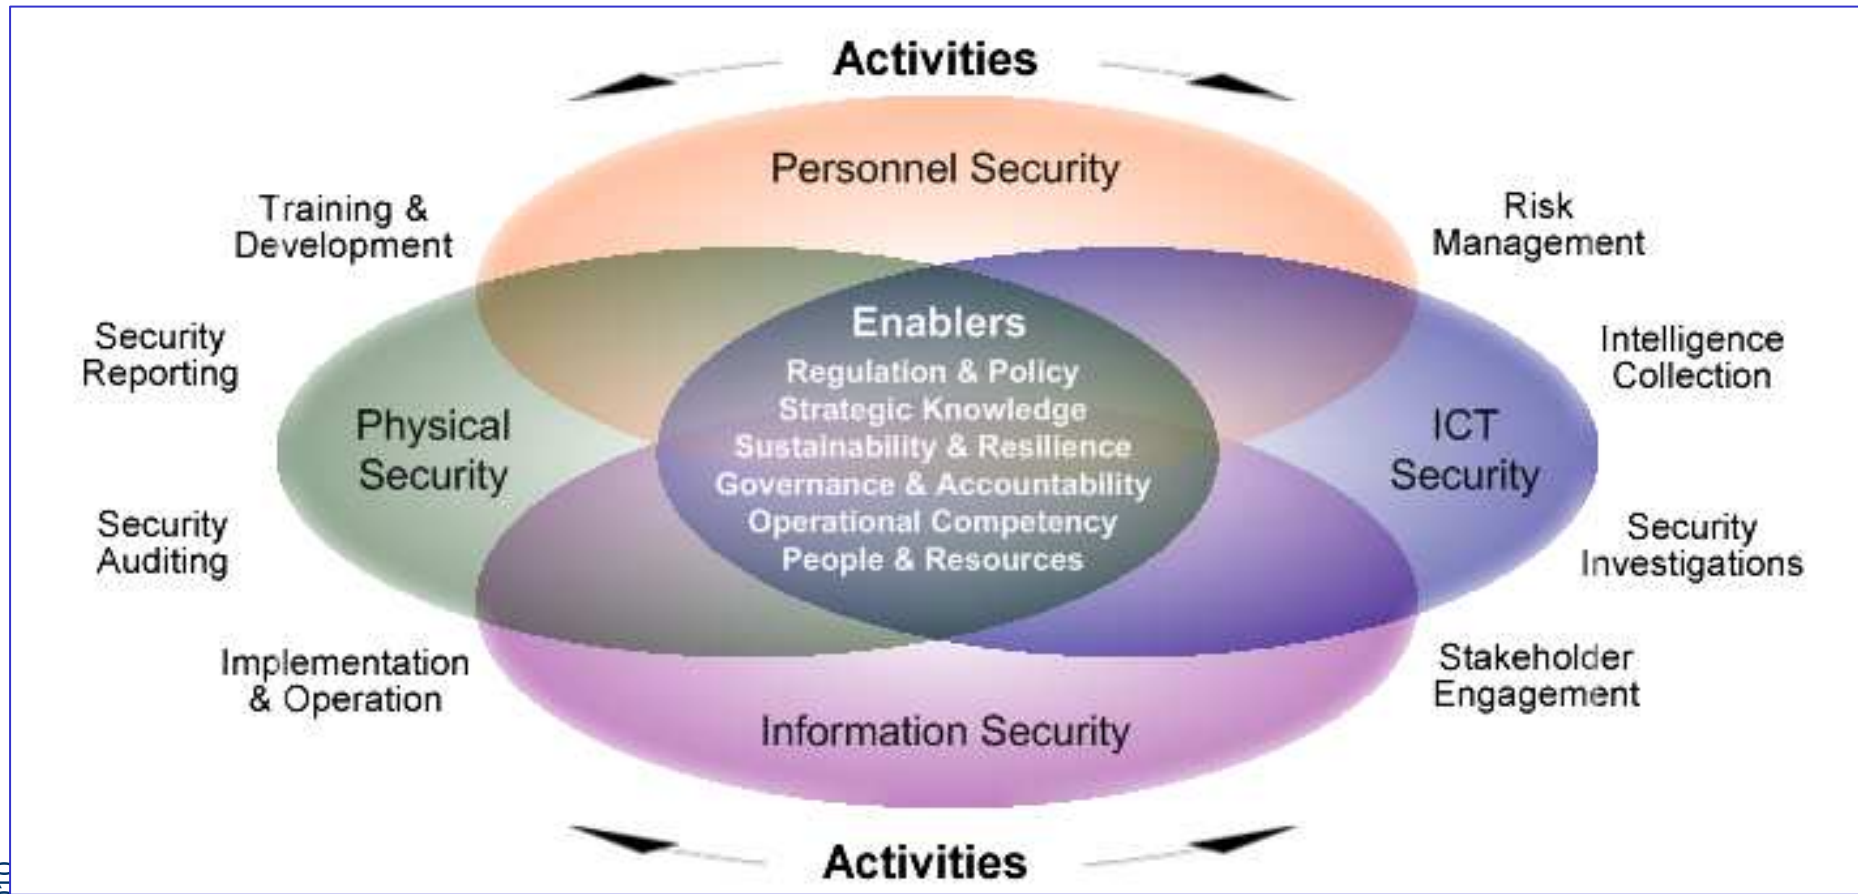 Activities
Personnel Security
Training &
Development
Risk
Management
Security
Reporting
Intelligence
Collection
Enablers
Regulation & Policy
Strategic Knowledge
Sustainability & Resilience
Governance & Accountability
Operational Competency
People & Resources
Physical
Security
ICT
Security
Security
Auditing
Security
Investigations
Implementation
& Operation
Stakeholder
Engagement
Information Security
Activities